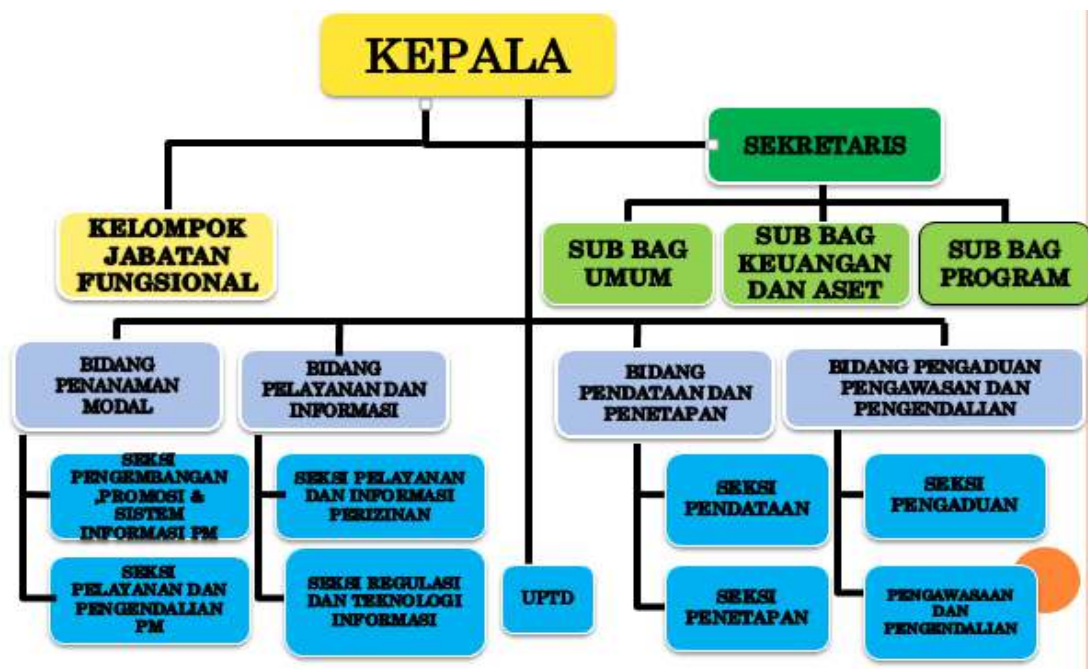 KEPALA
SEKRETARIS
KELOMPOK
JABATAN
FUNGSIONAL
SUB BAG
UMUM
SUB BAG
KEUANGAN
DAN ASET
SUB BAG
PROGRAM
BIDANG
PENANAMAN
MODAL
BIDANG
PELAYANAN DAN
INFORMASI
BIDANG
PENDATAAN DAN
PENETAPAN
BIDANG PENGADUAN
PENGAWASAN DAN
PENGENDALIAN
SEKSI
PENGEMBANGAN
,PROMOSI &
SISTEM
INFORMASI PM
SEKSI PELAYANAN
DAN INFORMASI
PERIZINAN
SEKSI
PENDATAAN
SEKSI
PENGADUAN
SEKSI
PELAYANAN DAN
PENGENDALIAN
PM
SEKSI REGULASI
DAN TEKNOLOGI
INFORMASI
UPTD
SEKSI
PENETAPAN
PENGAWASAAN
DAN
PENGENDALIAN